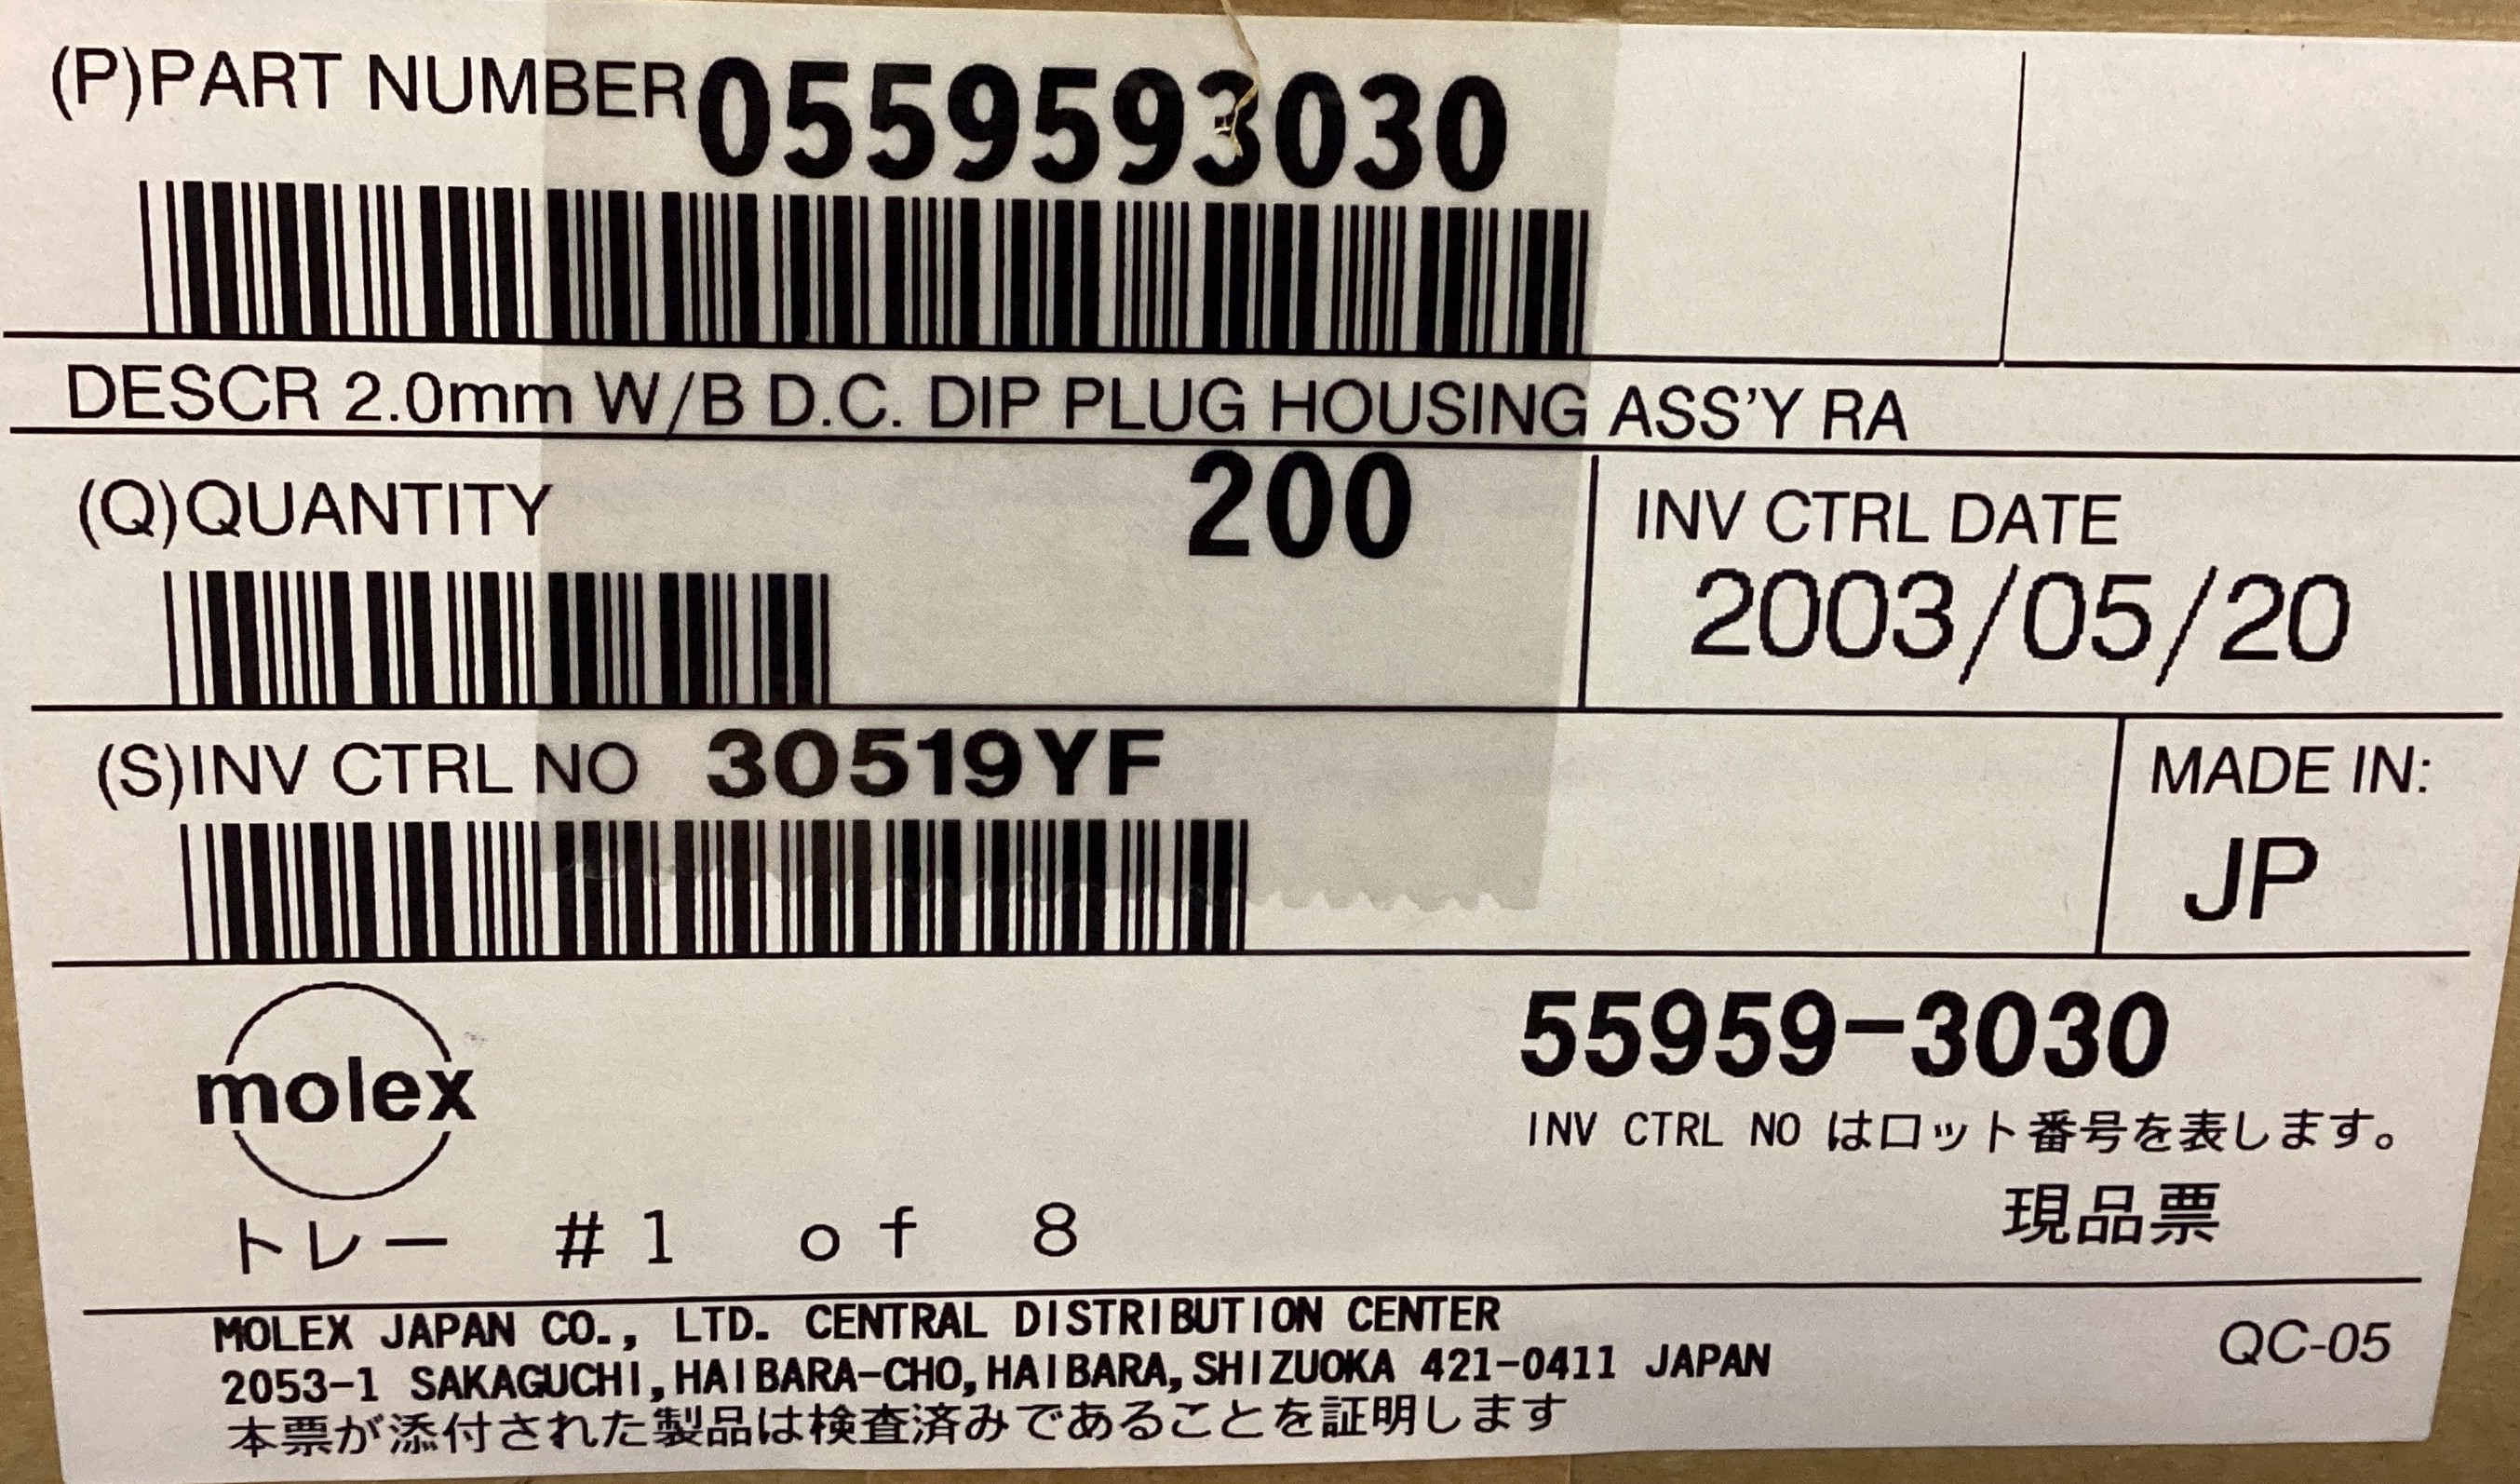 (P)PART NUMBER 0559593030
DESCR 2.0mm W/B D.C. DIP PLUG HOUSING ASS'Y RA
(Q)QUANTITY 200
INV CTRL DATE
2003/05/20
(S)INV CTRL NO 30519YF
MADE IN:
JP
molex
55959-3030
INV CTRL NO はロット番号を表します。
現品票
トレー #1 of 8
MOLEX JAPAN CO., LTD. CENTRAL DISTRIBUTION CENTER
2053-1 SAKAGUCHI,HAIBARA-CHO,HAIBARA,SHIZUOKA 421-0411 JAPAN
QC-05
本票が添付された製品は検査済みであることを証明します